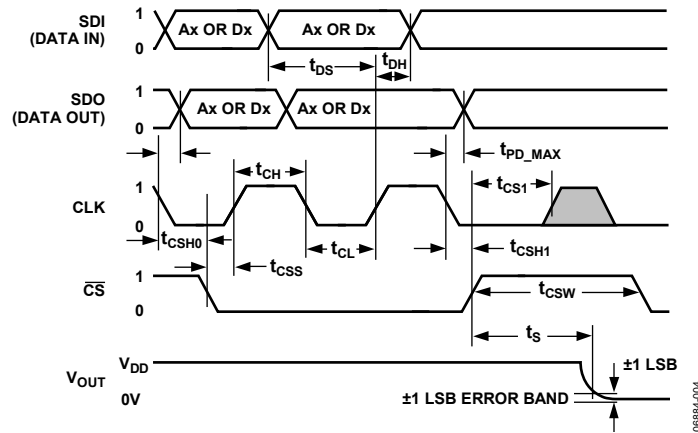 SDI
(DATA IN)
1
0
Ax OR Dx
Ax OR Dx
tDS
tDH
SDO
(DATA OUT)
1
0
Ax OR Dx
Ax OR Dx
tPD_MAX
tCH
tCS1
CLK
1
0
tCSH0
tCSS
tCL
tCSH1
CS
1
0
tCSW
tS
VOUT
VDD
0V
±1 LSB
±1 LSB ERROR BAND
06884-004